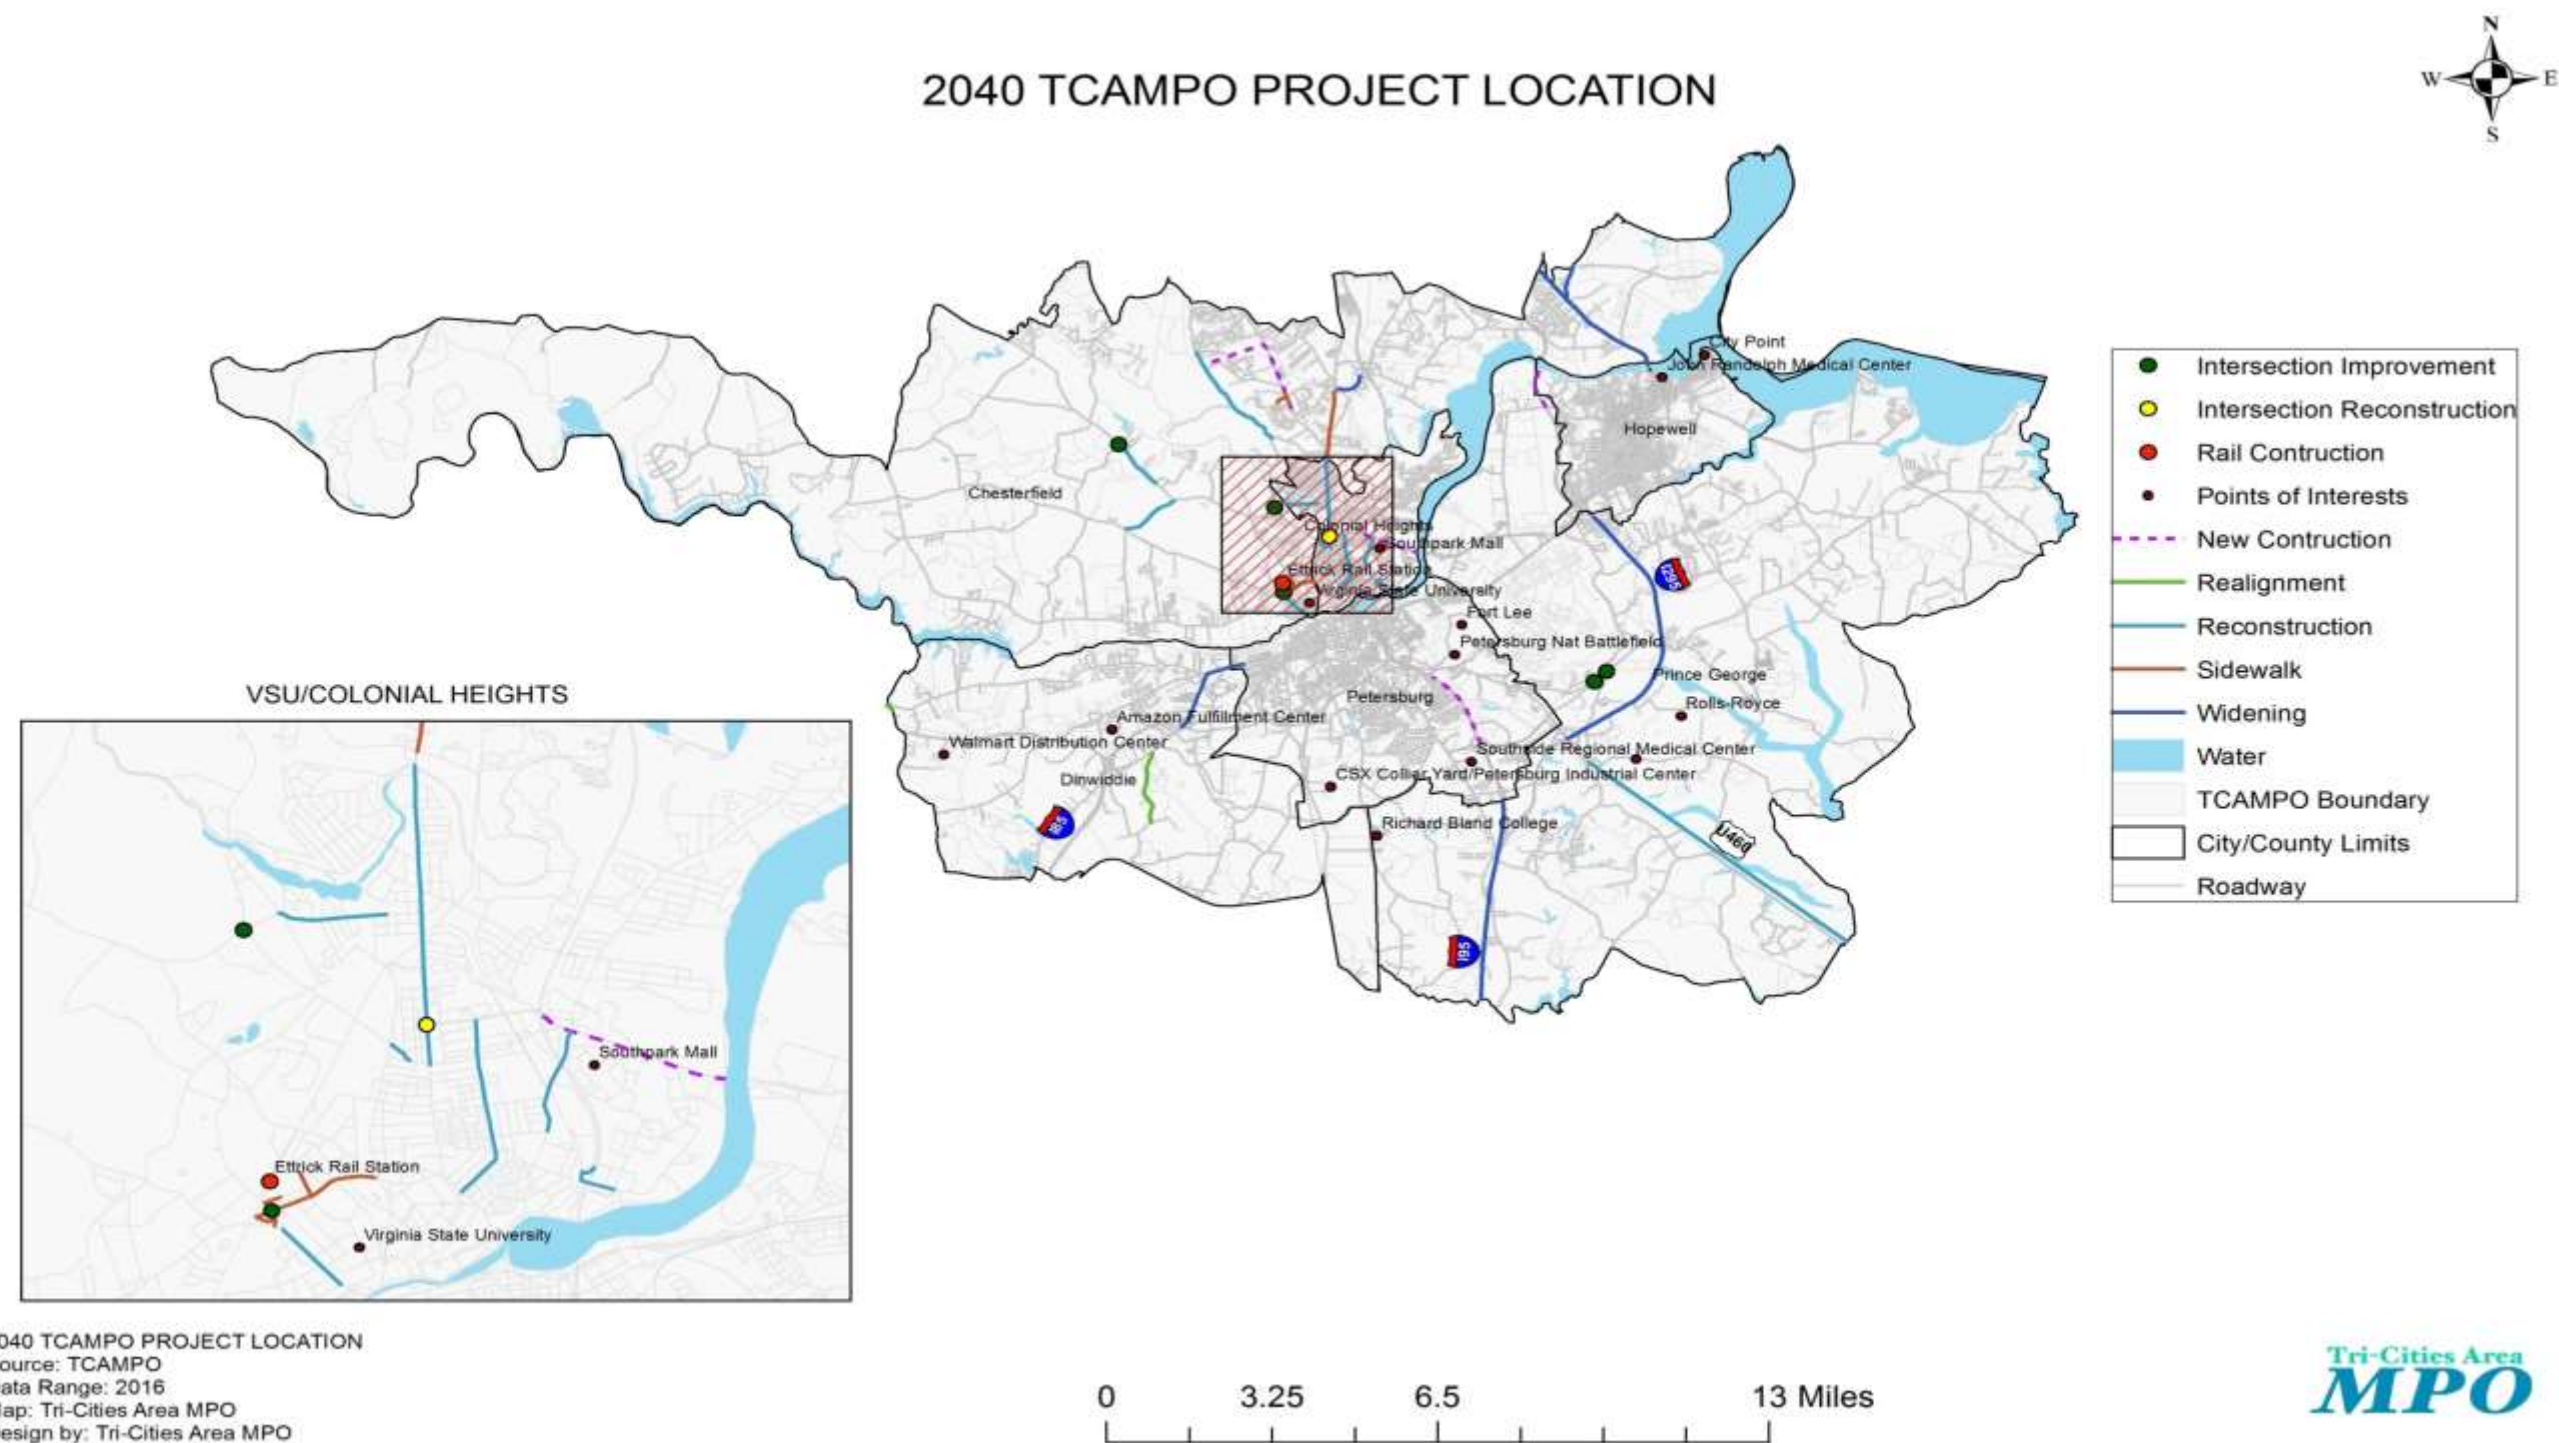 2040 TCAMPO PROJECT LOCATION
N
W
E
S
City Point
John Randolph Medical Center
Hopewell
Chesterfield
Colonial Heights
Southpark Mall
Ettrick Rail Station
Virginia State University
I295
Fort Lee
Petersburg Nat Battlefield
Prince George
Petersburg
Rolls-Royce
Amazon Fulfillment Center
Walmart Distribution Center
Southside Regional Medical Center
Dinwiddie
CSX Collier Yard/Petersburg Industrial Center
I85
Richard Bland College
U460
I95
Intersection Improvement
Intersection Reconstruction
Rail Contruction
Points of Interests
New Contruction
Realignment
Reconstruction
Sidewalk
Widening
Water
TCAMPO Boundary
City/County Limits
Roadway
VSU/COLONIAL HEIGHTS
Southpark Mall
Ettrick Rail Station
Virginia State University
040 TCAMPO PROJECT LOCATION
ource: TCAMPO
ata Range: 2016
ap: Tri-Cities Area MPO
esign by: Tri-Cities Area MPO
0 3.25 6.5 13 Miles
Tri-Cities Area
MPO